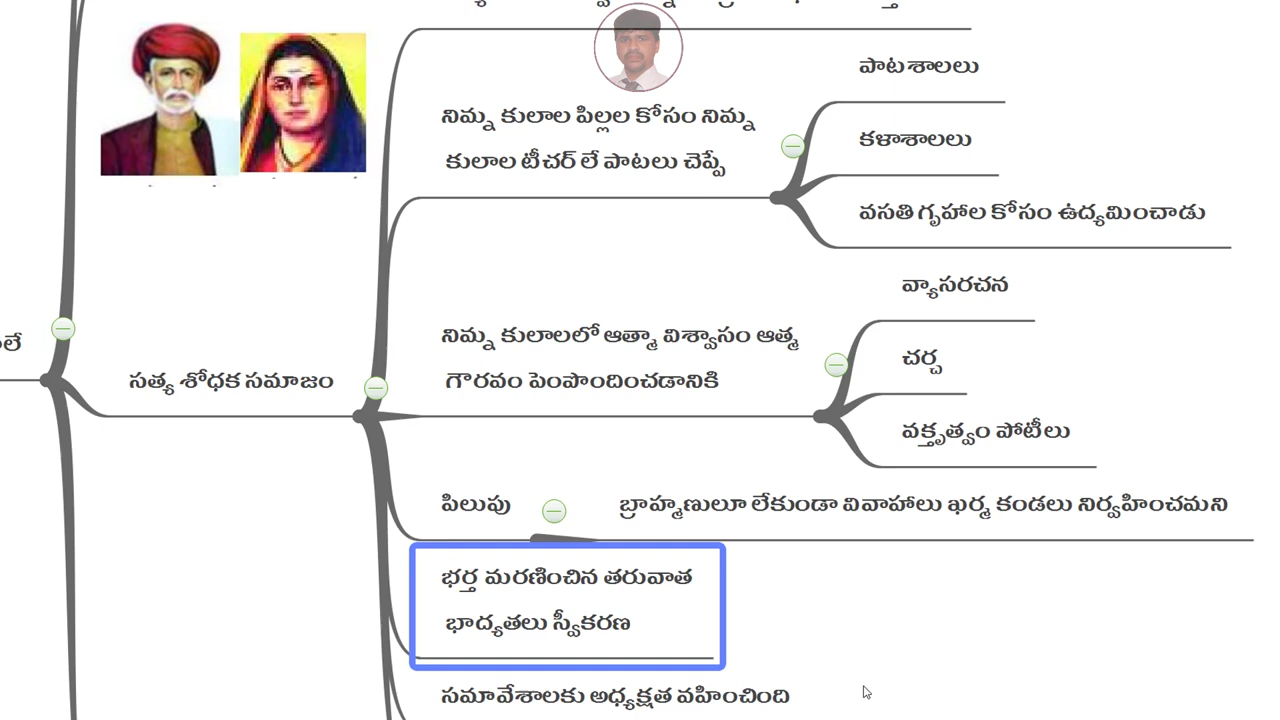 పాటశాలలు
నిమ్న కులాల పిల్లల కోసం నిమ్న
కులాల టీచర్ లే పాటలు చెప్పే
కళాశాలలు
వసతి గృహాల కోసం ఉద్యమించాడు
వ్యాసరచన
నిమ్న కులాలలో ఆత్మా విశ్వాసం ఆత్మ
గౌరవం పెంపొందించడానికి
చర్చ
సత్య శోధక సమాజం
వక్తృత్వం పోటీలు
పిలుపు
బ్రాహ్మణులూ లేకుండా వివాహాలు ఖర్మ కండలు నిర్వహించమని
భర్త మరణించిన తరువాత
భాద్యతలు స్వీకరణ
సమావేశాలకు అధ్యక్షత వహించింది